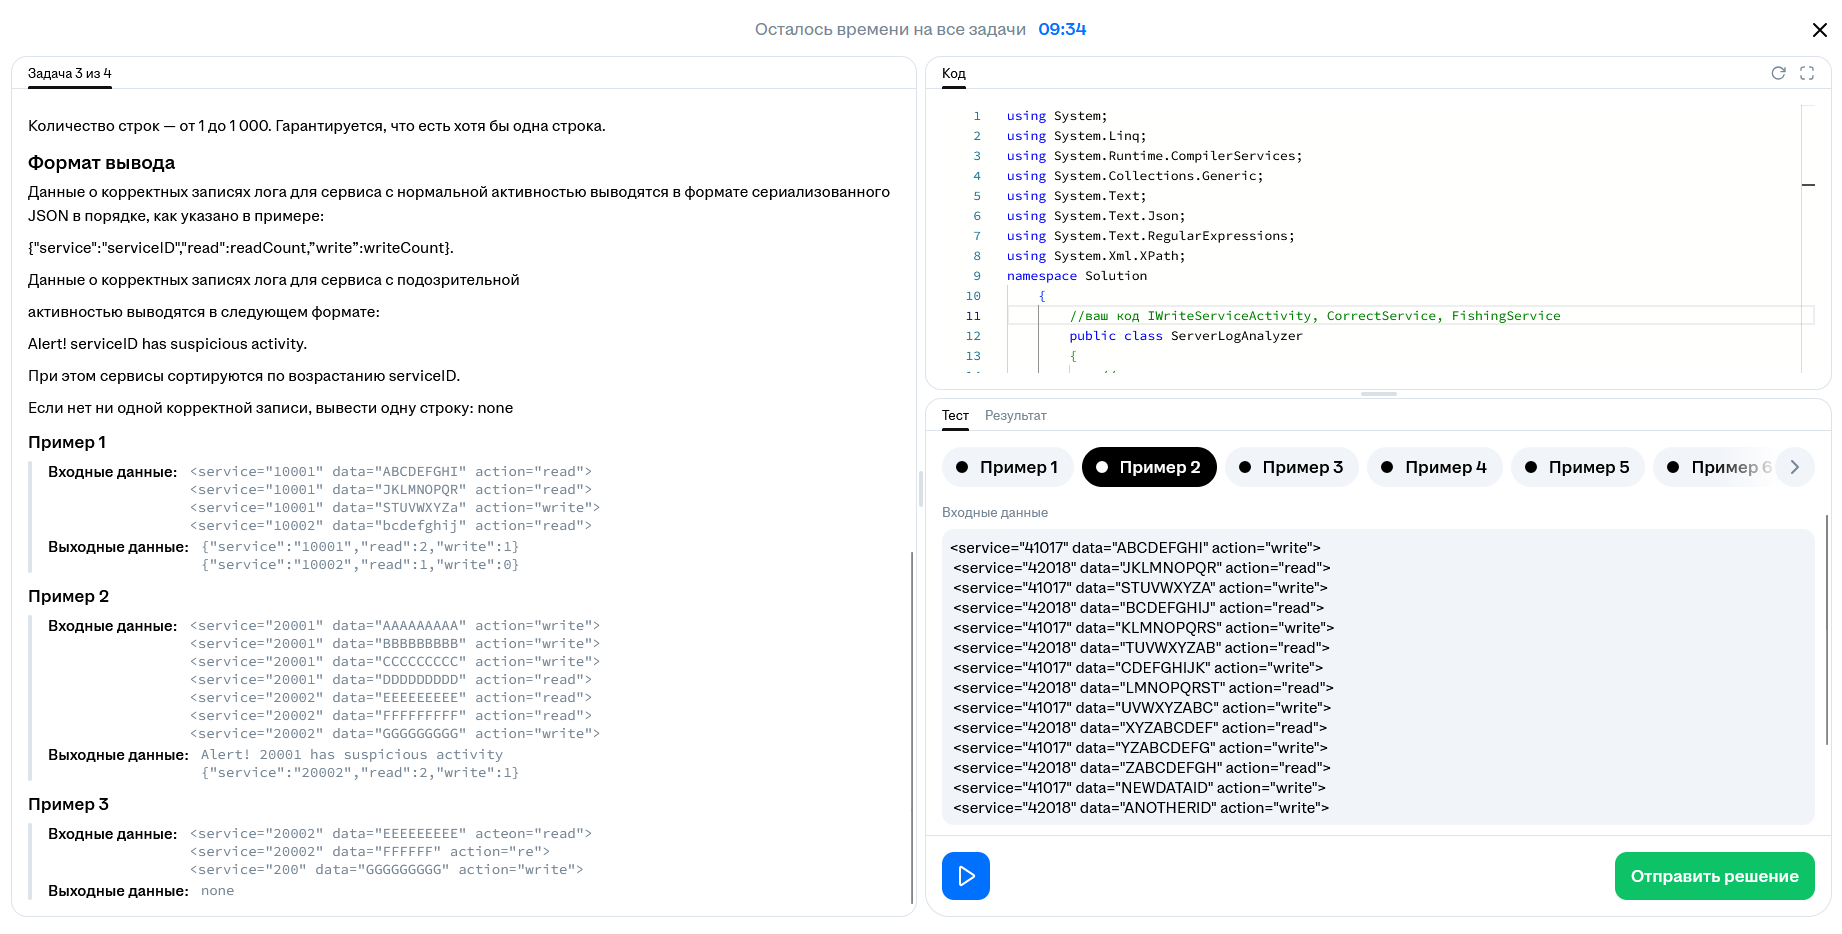 Осталось времени на все задачи 09:34
Задача 3 из 4
Количество строк — от 1 до 1 000. Гарантируется, что есть хотя бы одна строка.
Формат вывода
Данные о корректных записях лога для сервиса с нормальной активностью выводятся в формате сериализованного
JSON в порядке, как указано в примере:
{"service":"serviceID","read":readCount,”write”:writeCount}.
Данные о корректных записях лога для сервиса с подозрительной
активностью выводятся в следующем формате:
Alert! serviceID has suspicious activity.
При этом сервисы сортируются по возрастанию serviceID.
Если нет ни одной корректной записи, вывести одну строку: none
Пример 1
Входные данные: <service="10001" data="ABCDEFGHI" action="read">
<service="10001" data="JKLMNOPQR" action="read">
<service="10001" data="STUVWXYZa" action="write">
<service="10002" data="bcdefghij" action="read">
Выходные данные: {"service":"10001","read":2,"write":1}
{"service":"10002","read":1,"write":0}
Пример 2
Входные данные: <service="20001" data="AAAAAAAAA" action="write">
<service="20001" data="BBBBBBBBB" action="write">
<service="20001" data="CCCCCCCCC" action="write">
<service="20001" data="DDDDDDDDD" action="read">
<service="20002" data="EEEEEEEEE" action="read">
<service="20002" data="FFFFFFFFF" action="read">
<service="20002" data="GGGGGGGGG" action="write">
Выходные данные: Alert! 20001 has suspicious activity
{"service":"20002","read":2,"write":1}
Пример 3
Входные данные: <service="20002" data="EEEEEEEEE" acteon="read">
<service="20002" data="FFFFFF" action="re">
<service="200" data="GGGGGGGGG" action="write">
Выходные данные: none
Код
1 using System;
2 using System.Linq;
3 using System.Runtime.CompilerServices;
4 using System.Collections.Generic;
5 using System.Text;
6 using System.Text.Json;
7 using System.Text.RegularExpressions;
8 using System.Xml.XPath;
9 namespace Solution
10 {
11 //ваш код IWriteServiceActivity, CorrectService, FishingService
12 public class ServerLogAnalyzer
13 {
Тест Результат
Пример 1 Пример 2 Пример 3 Пример 4 Пример 5 Пример 6
Входные данные
<service="41017" data="ABCDEFGHI" action="write">
<service="42018" data="JKLMNOPQR" action="read">
<service="41017" data="STUVWXYZA" action="write">
<service="42018" data="BCDEFGHIJ" action="read">
<service="41017" data="KLMNOPQRS" action="write">
<service="42018" data="TUVWXYZAB" action="read">
<service="41017" data="CDEFGHIJK" action="write">
<service="42018" data="LMNOPQRST" action="read">
<service="41017" data="UVWXYZABC" action="write">
<service="42018" data="XYZABCDEF" action="read">
<service="41017" data="YZABCDEFG" action="write">
<service="42018" data="ZABCDEFGH" action="read">
<service="41017" data="NEWDATAID" action="write">
<service="42018" data="ANOTHERID" action="write">
Отправить решение